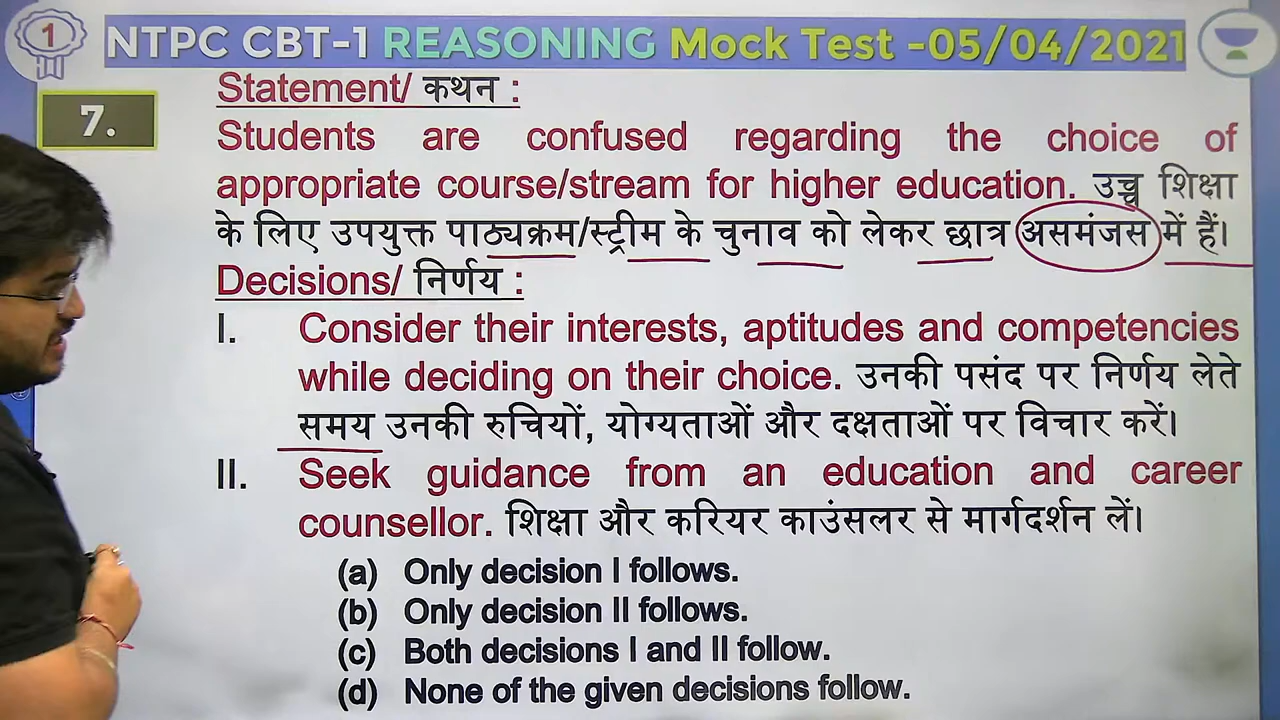 1
NTPC CBT-1 REASONING Mock Test -05/04/2021
7.
Statement/ कथन :
Students are confused regarding the choice of
appropriate course/stream for higher education. उच्च शिक्षा
के लिए उपयुक्त पाठ्यक्रम/स्ट्रीम के चुनाव को लेकर छात्र असमंजस में हैं।
Decisions/ निर्णय :
I. Consider their interests, aptitudes and competencies
while deciding on their choice. उनकी पसंद पर निर्णय लेते
समय उनकी रुचियों, योग्यताओं और दक्षताओं पर विचार करें।
II. Seek guidance from an education and career
counsellor. शिक्षा और करियर काउंसलर से मार्गदर्शन लें।
(a) Only decision I follows.
(b) Only decision II follows.
(c) Both decisions I and II follow.
(d) None of the given decisions follow.